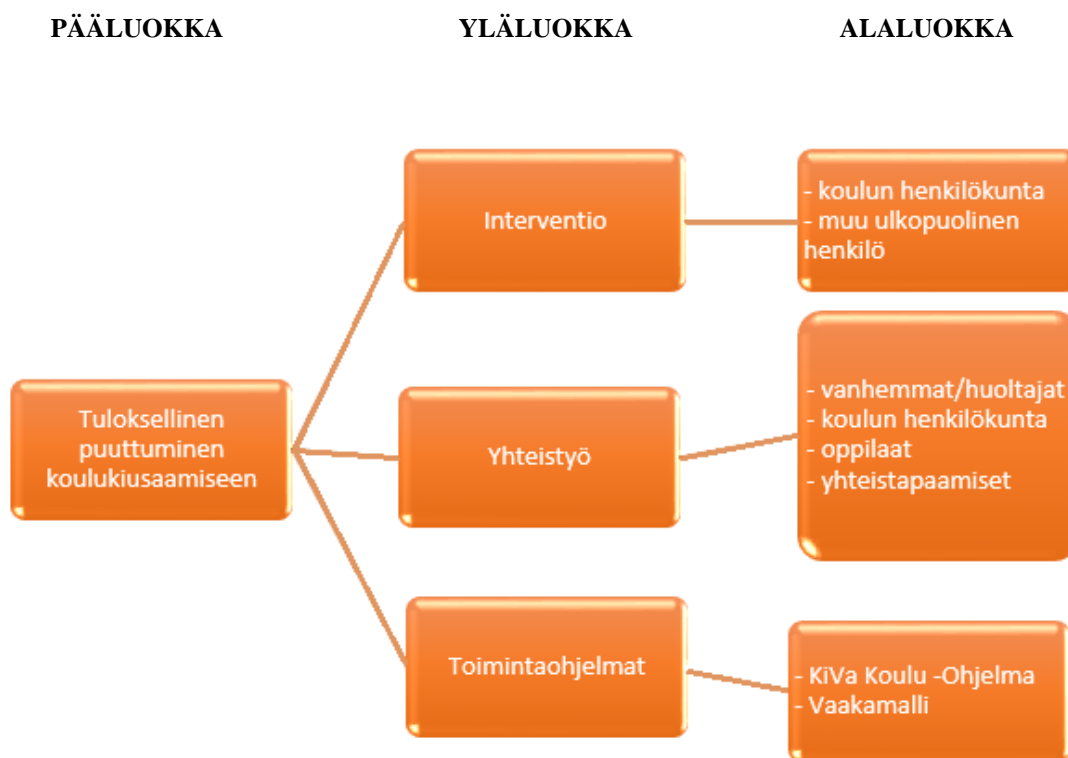 PÄÄLUOKKA YLÄLUOKKA ALALUOKKA
Interventio
- koulun henkilökunta
- muu ulkopuolinen
henkilö
Tuloksellinen
puuttuminen
koulukiusaamiseen
Yhteistyö
- vanhemmat/huoltajat
- koulun henkilökunta
- oppilaat
- yhteistapaamiset
Toimintaohjelmat
- KiVa Koulu -Ohjelma
- Vaakamalli